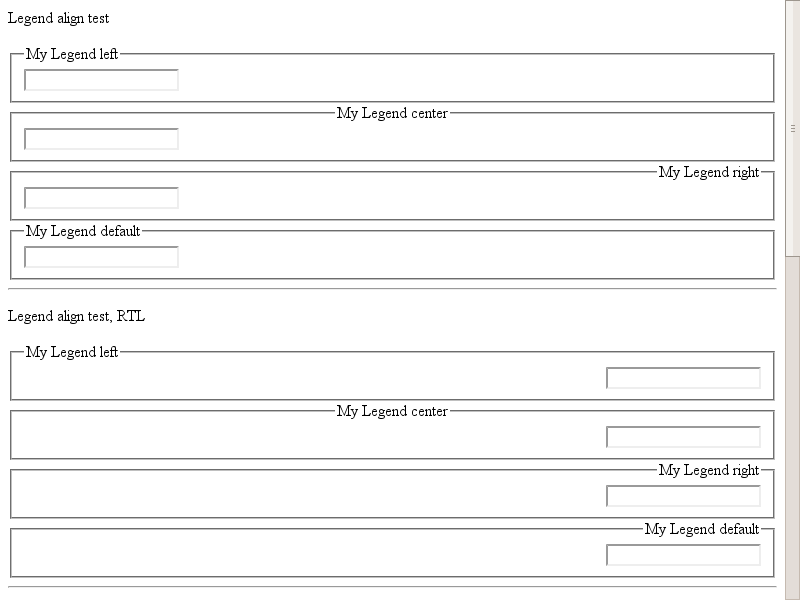 Legend align test
My Legend left
My Legend center
My Legend right
My Legend default
Legend align test, RTL
My Legend left
My Legend center
My Legend right
My Legend default